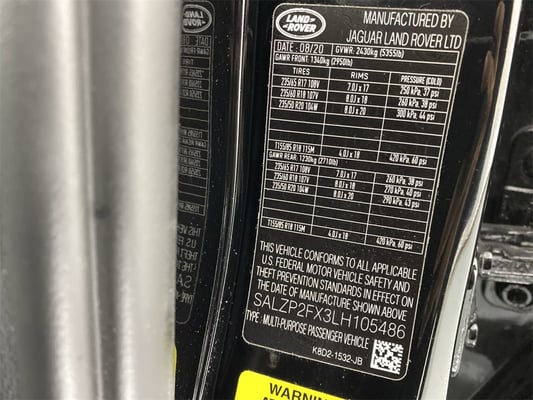 LAND ROVER
MANUFACTURED BY
JAGUAR LAND ROVER LTD
DATE: 08/20 GVWR: 2430kg (5355lb)
GAWR FRONT: 1340kg (2950lb)
TIRES RIMS PRESSURE (COLD)
235/65 R17 108V 7.0J x 17 250 kPa, 37 psi
235/60 R18 107V 8.0J x 18 260 kPa, 38 psi
235/50 R20 104W 8.0J x 20 300 kPa, 44 psi
T155/85 R18 115M 4.0J x 18 420 kPa, 60 psi
GAWR REAR: 1230kg (2710lb)
235/65 R17 108V 7.0J x 17 260 kPa, 38 psi
235/60 R18 107V 8.0J x 18 270 kPa, 40 psi
235/50 R20 104W 8.0J x 20 290 kPa, 43 psi
T155/85 R18 115M 4.0J x 18 420 kPa, 60 psi
THIS VEHICLE CONFORMS TO ALL APPLICABLE
U.S. FEDERAL MOTOR VEHICLE SAFETY AND
THEFT PREVENTION STANDARDS IN EFFECT ON
THE DATE OF MANUFACTURE SHOWN ABOVE
SALZP2FX3LH105486
TYPE: MULTI-PURPOSE PASSENGER VEHICLE
K8D2-1532-JB
WARNING